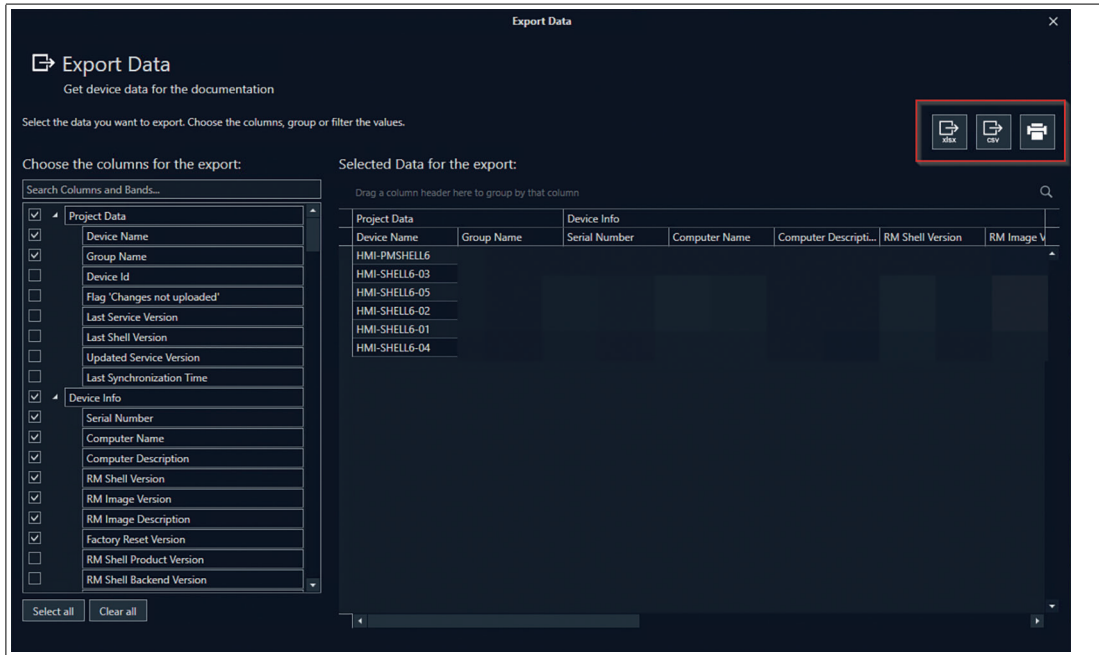 Export Data
Export Data
Get device data for the documentation
Select the data you want to export. Choose the columns, group or filter the values.
xlsx
CSV
Choose the columns for the export:
Search Columns and Bands...
Project Data
Device Name
Group Name
Device Id
Flag 'Changes not uploaded'
Last Service Version
Last Shell Version
Updated Service Version
Last Synchronization Time
Device Info
Serial Number
Computer Name
Computer Description
RM Shell Version
RM Image Version
RM Image Description
Factory Reset Version
RM Shell Product Version
RM Shell Backend Version
Select all Clear all
Selected Data for the export:
Drag a column header here to group by that column
Project Data Device Info
Device Name Group Name Serial Number Computer Name Computer Descripti... RM Shell Version RM Image V
HMI-PMSHELL6
HMI-SHELL6-03
HMI-SHELL6-05
HMI-SHELL6-02
HMI-SHELL6-01
HMI-SHELL6-04